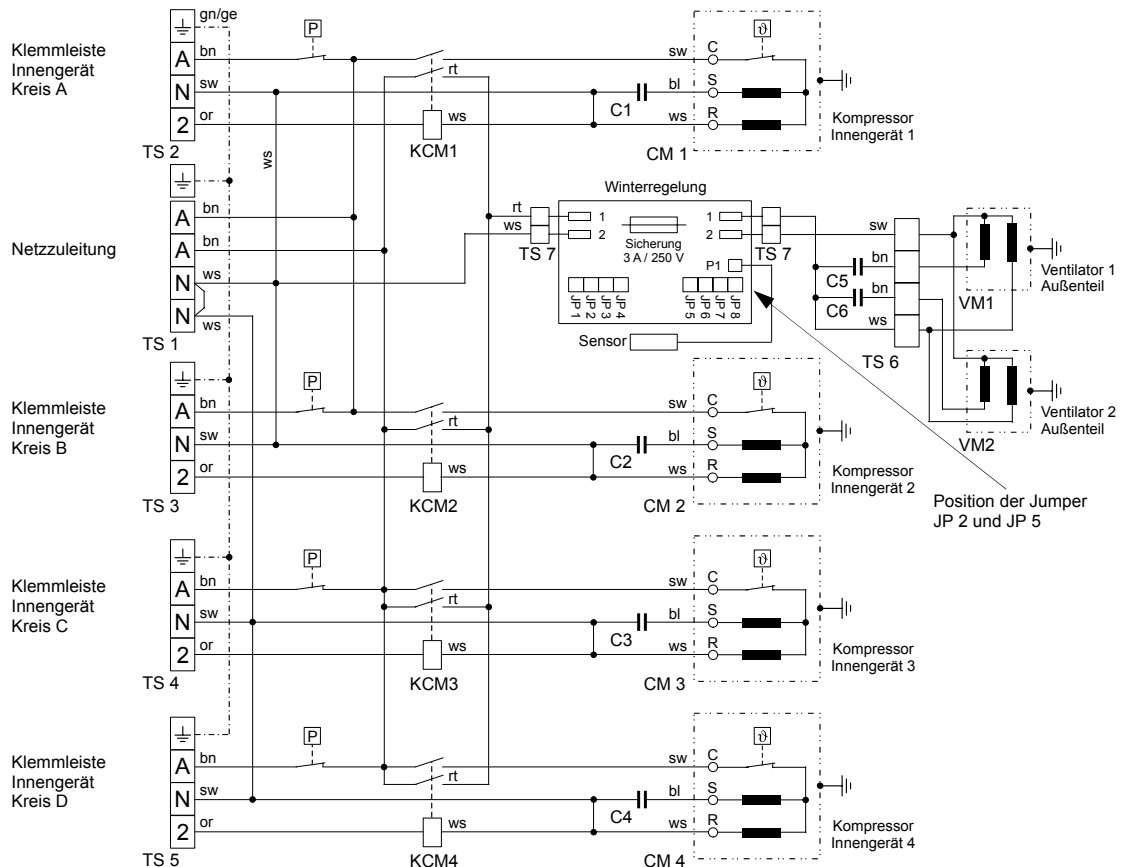 gn/ge
Klemmleiste
Innengerät
Kreis A
A bn
N sw
2 or
TS 2
P
rt
KCM1
ws
ws
C1
sw
bl
ws
C
S
R
ϑ
CM 1
Kompressor
Innengerät 1
Netzzuleitung
A bn
A bn
N ws
N ws
TS 1
Winterregelung
rt
ws
TS 7
1
2
Sicherung
3 A / 250 V
1
2
P1
TS 7
JP 1
JP 2
JP 3
JP 4
JP 5
JP 6
JP 7
JP 8
Sensor
sw
bn
C5
bn
C6
ws
TS 6
VM1
Ventilator 1
Außenteil
VM2
Ventilator 2
Außenteil
Position der Jumper
JP 2 und JP 5
Klemmleiste
Innengerät
Kreis B
A bn
N sw
2 or
TS 3
P
rt
KCM2
ws
C2
sw
bl
ws
C
S
R
ϑ
CM 2
Kompressor
Innengerät 2
Klemmleiste
Innengerät
Kreis C
A bn
N sw
2 or
TS 4
P
rt
KCM3
ws
C3
sw
bl
ws
C
S
R
ϑ
CM 3
Kompressor
Innengerät 3
Klemmleiste
Innengerät
Kreis D
A bn
N sw
2 or
TS 5
P
rt
KCM4
ws
C4
sw
bl
ws
C
S
R
ϑ
CM 4
Kompressor
Innengerät 4